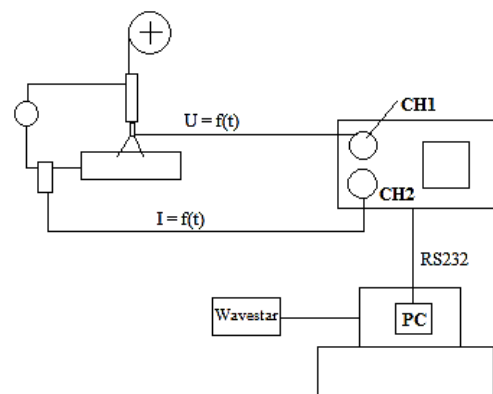 CH1
U = f(t)
CH2
I = f(t)
RS232
Wavestar
PC